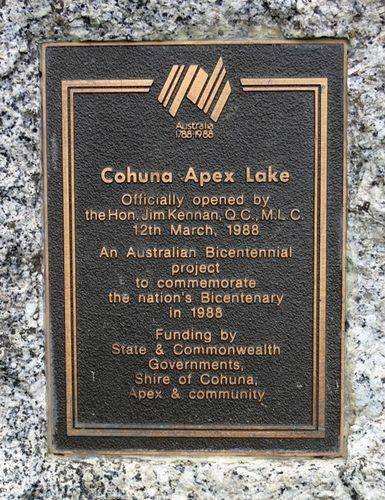 Australia
1788-1988
Cohuna Apex Lake
Officially opened by
the Hon. Jim Kennan, Q.C., M.L.C.
12th March, 1988
An Australian Bicentennial
project
to commemorate
the nation's Bicentenary
in 1988
Funding by
State & Commonwealth
Governments,
Shire of Cohuna,
Apex & community